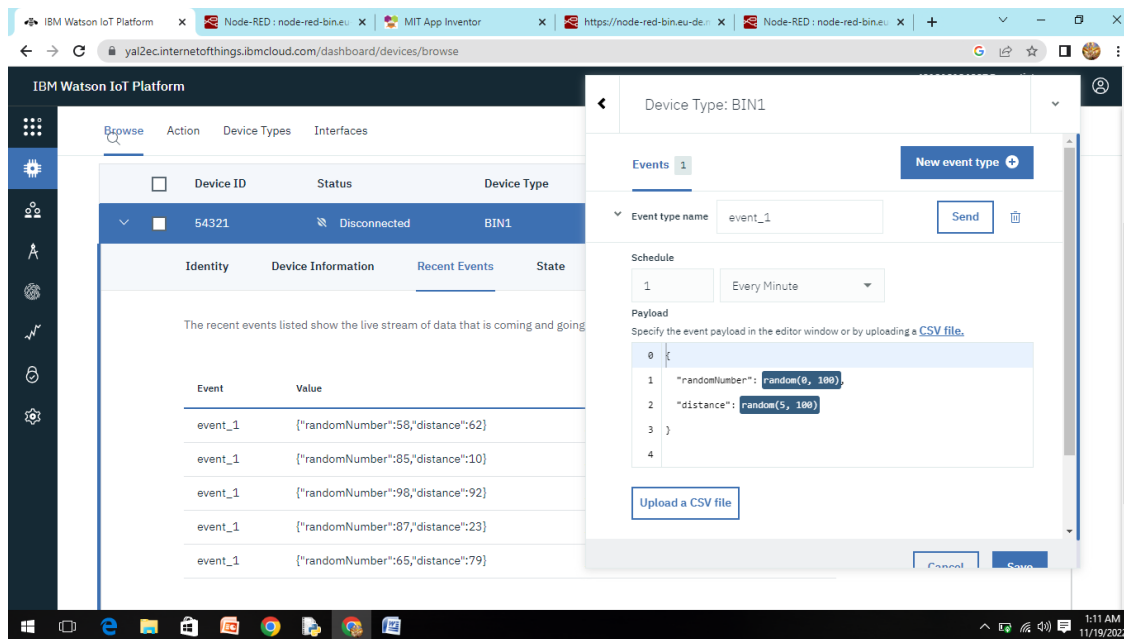 IBM Watson IoT Platform
Node-RED : node-red-bin.eu
MIT App Inventor
https://node-red-bin.eu-de.n
Node-RED : node-red-bin.eu
yal2ec.internetofthings.ibmcloud.com/dashboard/devices/browse
IBM Watson IoT Platform
Browse Action Device Types Interfaces
Device ID Status Device Type
54321 Disconnected BIN1
Identity Device Information Recent Events State
The recent events listed show the live stream of data that is coming and going
Event Value
event_1 {"randomNumber":58,"distance":62}
event_1 {"randomNumber":85,"distance":10}
event_1 {"randomNumber":98,"distance":92}
event_1 {"randomNumber":87,"distance":23}
event_1 {"randomNumber":65,"distance":79}
Device Type: BIN1
Events 1 New event type
Event type name event_1 Send
Schedule
1 Every Minute
Payload
Specify the event payload in the editor window or by uploading a CSV file.
0 {
1 "randomNumber": random(0, 100),
2 "distance": random(5, 100)
3 }
4
Upload a CSV file
Cancel Save
1:11 AM
11/19/2022